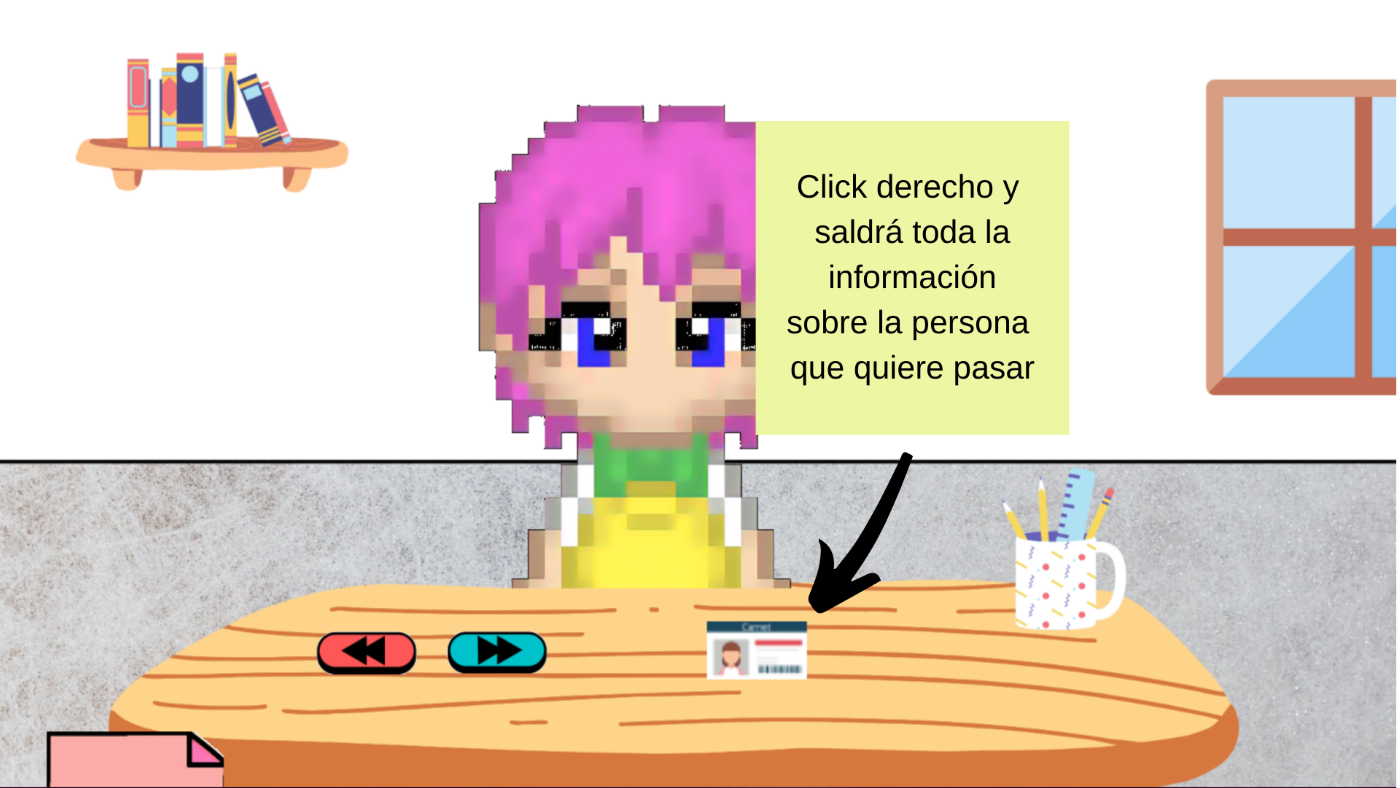 Click derecho y
saldrá toda la
información
sobre la persona
que quiere pasar
Carnet